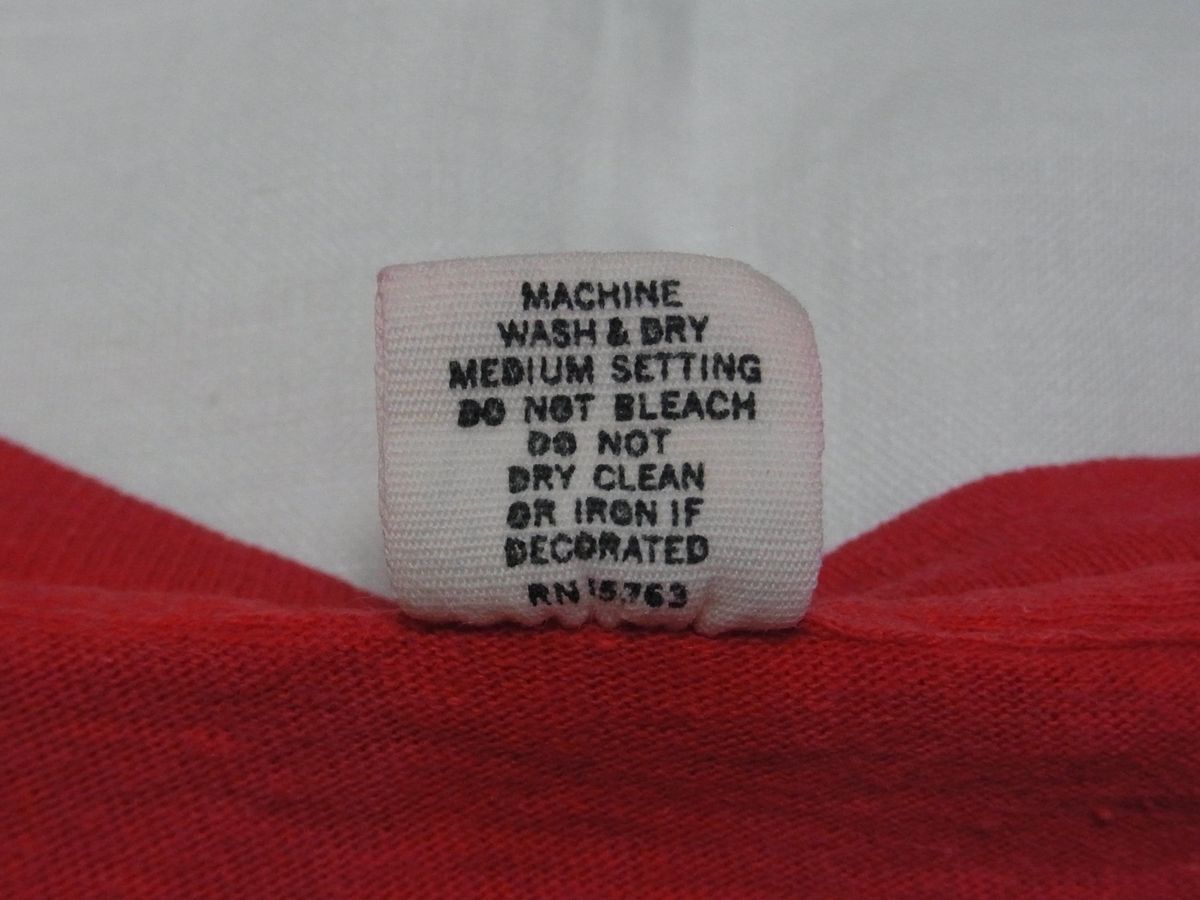 MACHINE
WASH & DRY
MEDIUM SETTING
DO NOT BLEACH
DO NOT
DRY CLEAN
OR IRON IF
DECORATED
RN 15763